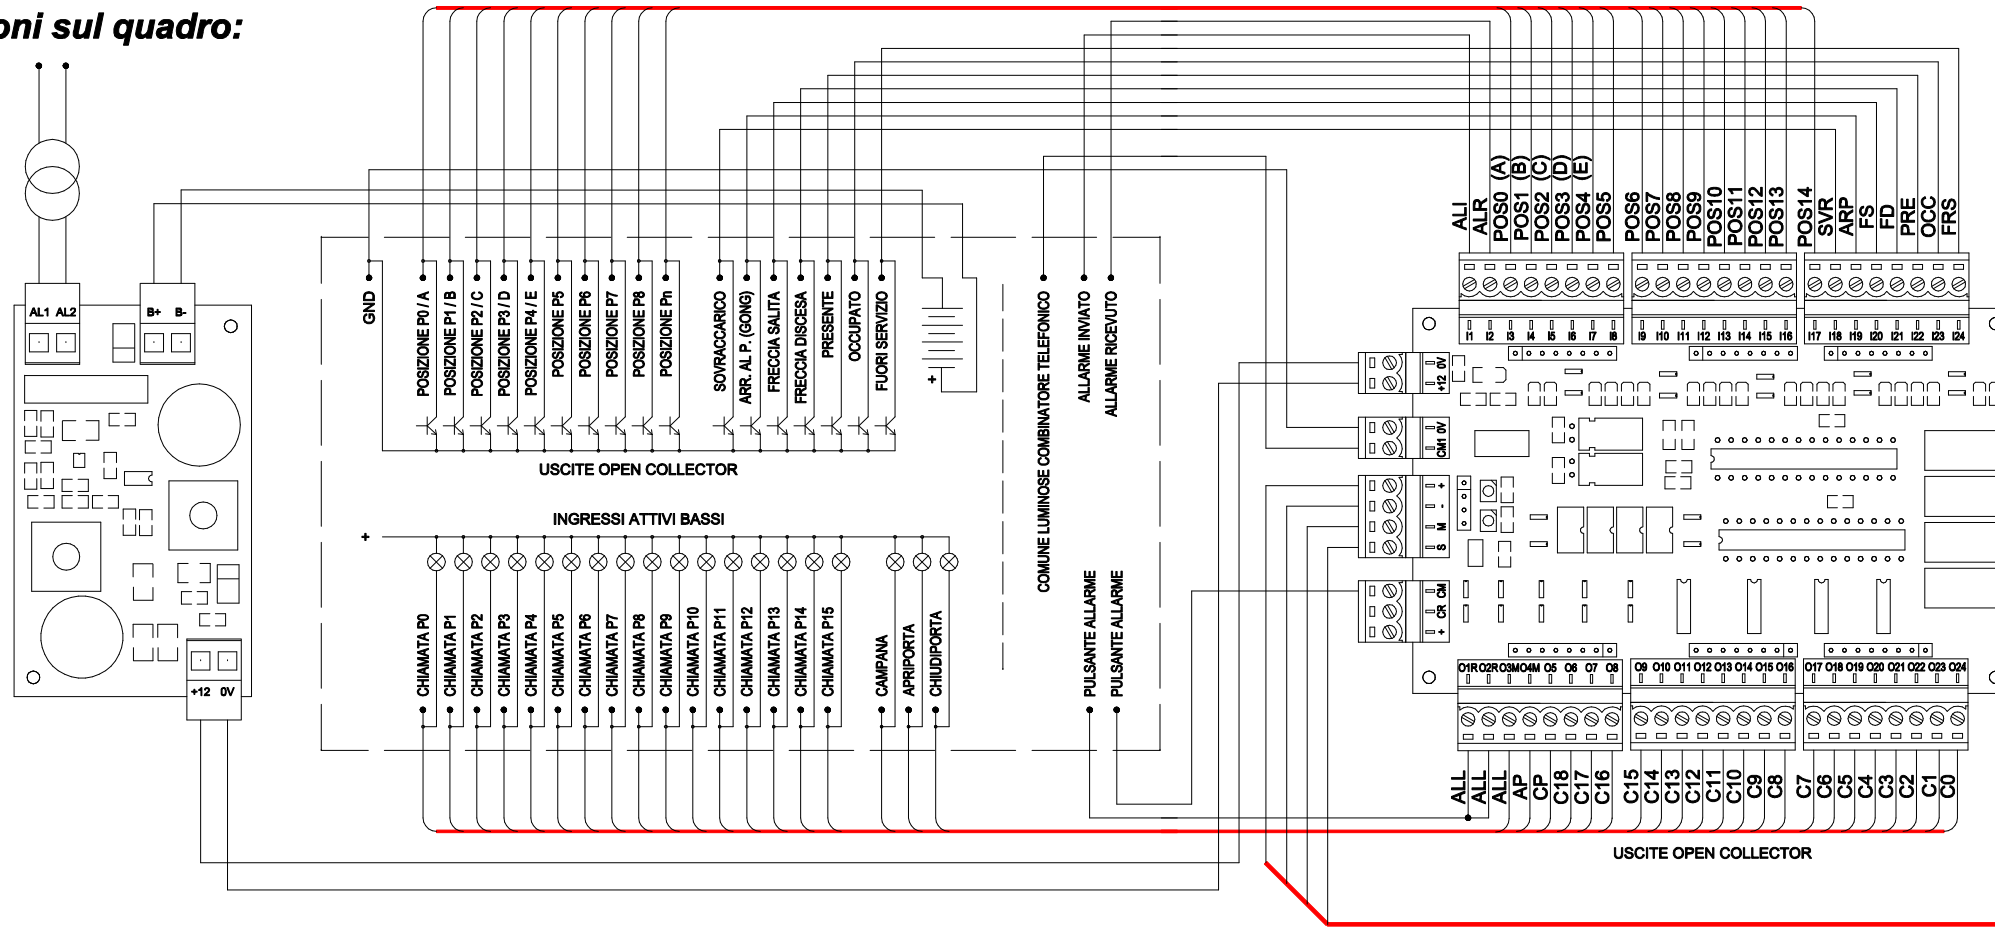 oni sul quadro:
ALI
ALR
POS0 (A)
POS1 (B)
POS2 (C)
POS3 (D)
POS4 (E)
POS5
POS6
POS7
POS8
POS9
POS10
POS11
POS12
POS13
POS14
SVR
ARP
FS
FD
PRE
OCC
FRS
AL1 AL2
B+ B-
GND
POSIZIONE P0 / A
POSIZIONE P1 / B
POSIZIONE P2 / C
POSIZIONE P3 / D
POSIZIONE P4 / E
POSIZIONE P5
POSIZIONE P6
POSIZIONE P7
POSIZIONE P8
POSIZIONE Pn
SOVRACCARICO
ARR. AL P. (GONG)
FRECCIA SALITA
FRECCIA DISCESA
PRESENTE
OCCUPATO
FUORI SERVIZIO
+
COMUNE LUMINOSE COMBINATORE TELEFONICO
ALLARME INVIATO
ALLARME RICEVUTO
I1 I2 I3 I4 I5 I6 I7 I8
I9 I10 I11 I12 I13 I14 I15 I16
I17 I18 I19 I20 I21 I22 I23 I24
+12 0V
CM1 0V
+
-
M
S
CM
CR
+
USCITE OPEN COLLECTOR
INGRESSI ATTIVI BASSI
+
CHIAMATA P0
CHIAMATA P1
CHIAMATA P2
CHIAMATA P3
CHIAMATA P4
CHIAMATA P5
CHIAMATA P6
CHIAMATA P7
CHIAMATA P8
CHIAMATA P9
CHIAMATA P10
CHIAMATA P11
CHIAMATA P12
CHIAMATA P13
CHIAMATA P14
CHIAMATA P15
CAMPANA
APRIPORTA
CHIUDIPORTA
PULSANTE ALLARME
PULSANTE ALLARME
+12 0V
O1R O2R O3M O4M O5 O6 O7 O8
O9 O10 O11 O12 O13 O14 O15 O16
O17 O18 O19 O20 O21 O22 O23 O24
ALL
ALL
ALL
AP
CP
C18
C17
C16
C15
C14
C13
C12
C11
C10
C9
C8
C7
C6
C5
C4
C3
C2
C1
C0
USCITE OPEN COLLECTOR